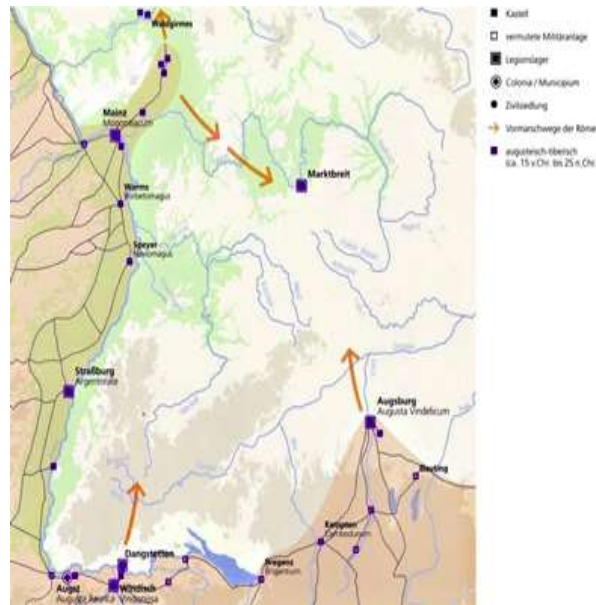 Waldgirmes
Mainz
Mogontiacum
Worms
Borbetomagus
Speyer
Noviomagus
Marktbreit
Straßburg
Argentorate
Augsburg
Augusta Vindelicum
Gauting
Kempten
Cambodunum
Bregenz
Brigantium
Dangstetten
Augst
Augusta Raurica
Windisch
Vindonissa
Kastell
vermutete Militäranlage
Legionslager
Colonia / Municipium
Zivilsiedlung
Vormarschwege der Römer
augusteisch-tiberisch
(ca. 15 v.Chr. bis 25 n.Chr.